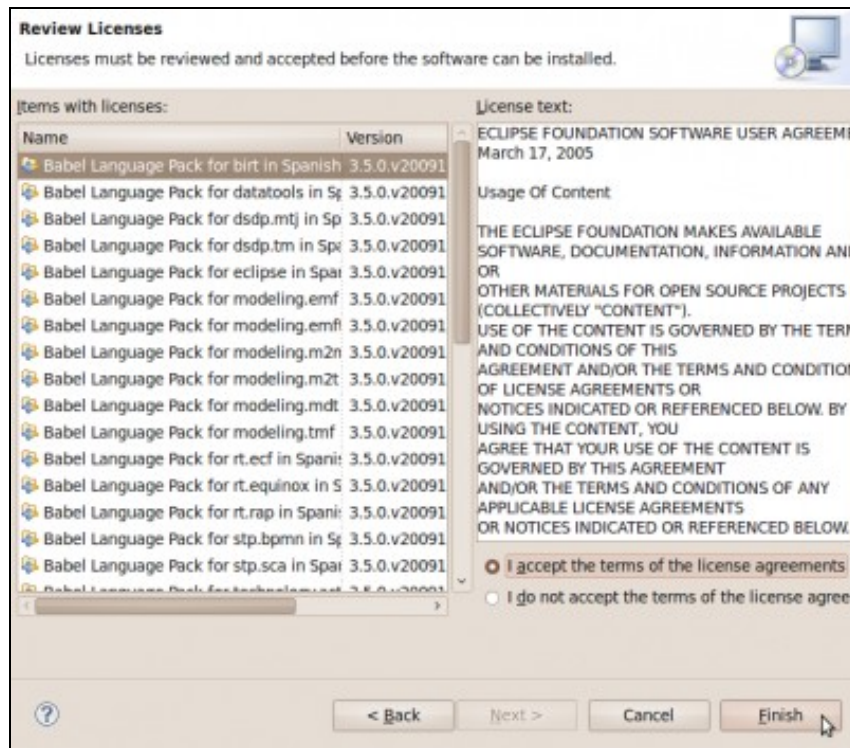 Review Licenses
Licenses must be reviewed and accepted before the software can be installed.
Items with licenses:
License text:
Name Version
Babel Language Pack for birt in Spanish 3.5.0.v20091
Babel Language Pack for datatools in Sp 3.5.0.v20091
Babel Language Pack for dsdp.mtj in Sp 3.5.0.v20091
Babel Language Pack for dsdp.tm in Spa 3.5.0.v20091
Babel Language Pack for eclipse in Span 3.5.0.v20091
Babel Language Pack for modeling.emf 3.5.0.v20091
Babel Language Pack for modeling.emft 3.5.0.v20091
Babel Language Pack for modeling.m2m 3.5.0.v20091
Babel Language Pack for modeling.m2t 3.5.0.v20091
Babel Language Pack for modeling.mdt 3.5.0.v20091
Babel Language Pack for modeling.tmf 3.5.0.v20091
Babel Language Pack for rt.ecf in Spanis 3.5.0.v20091
Babel Language Pack for rt.equinox in S 3.5.0.v20091
Babel Language Pack for rt.rap in Spanis 3.5.0.v20091
Babel Language Pack for stp.bpmn in Sp 3.5.0.v20091
Babel Language Pack for stp.sca in Span 3.5.0.v20091
ECLIPSE FOUNDATION SOFTWARE USER AGREEME
March 17, 2005
Usage Of Content
THE ECLIPSE FOUNDATION MAKES AVAILABLE
SOFTWARE, DOCUMENTATION, INFORMATION AND
OR
OTHER MATERIALS FOR OPEN SOURCE PROJECTS
(COLLECTIVELY "CONTENT").
USE OF THE CONTENT IS GOVERNED BY THE TERM
AND CONDITIONS OF THIS
AGREEMENT AND/OR THE TERMS AND CONDITION
OF LICENSE AGREEMENTS OR
NOTICES INDICATED OR REFERENCED BELOW. BY
USING THE CONTENT, YOU
AGREE THAT YOUR USE OF THE CONTENT IS
GOVERNED BY THIS AGREEMENT
AND/OR THE TERMS AND CONDITIONS OF ANY
APPLICABLE LICENSE AGREEMENTS
OR NOTICES INDICATED OR REFERENCED BELOW.
I accept the terms of the license agreements
I do not accept the terms of the license agree
? < Back Next > Cancel Finish